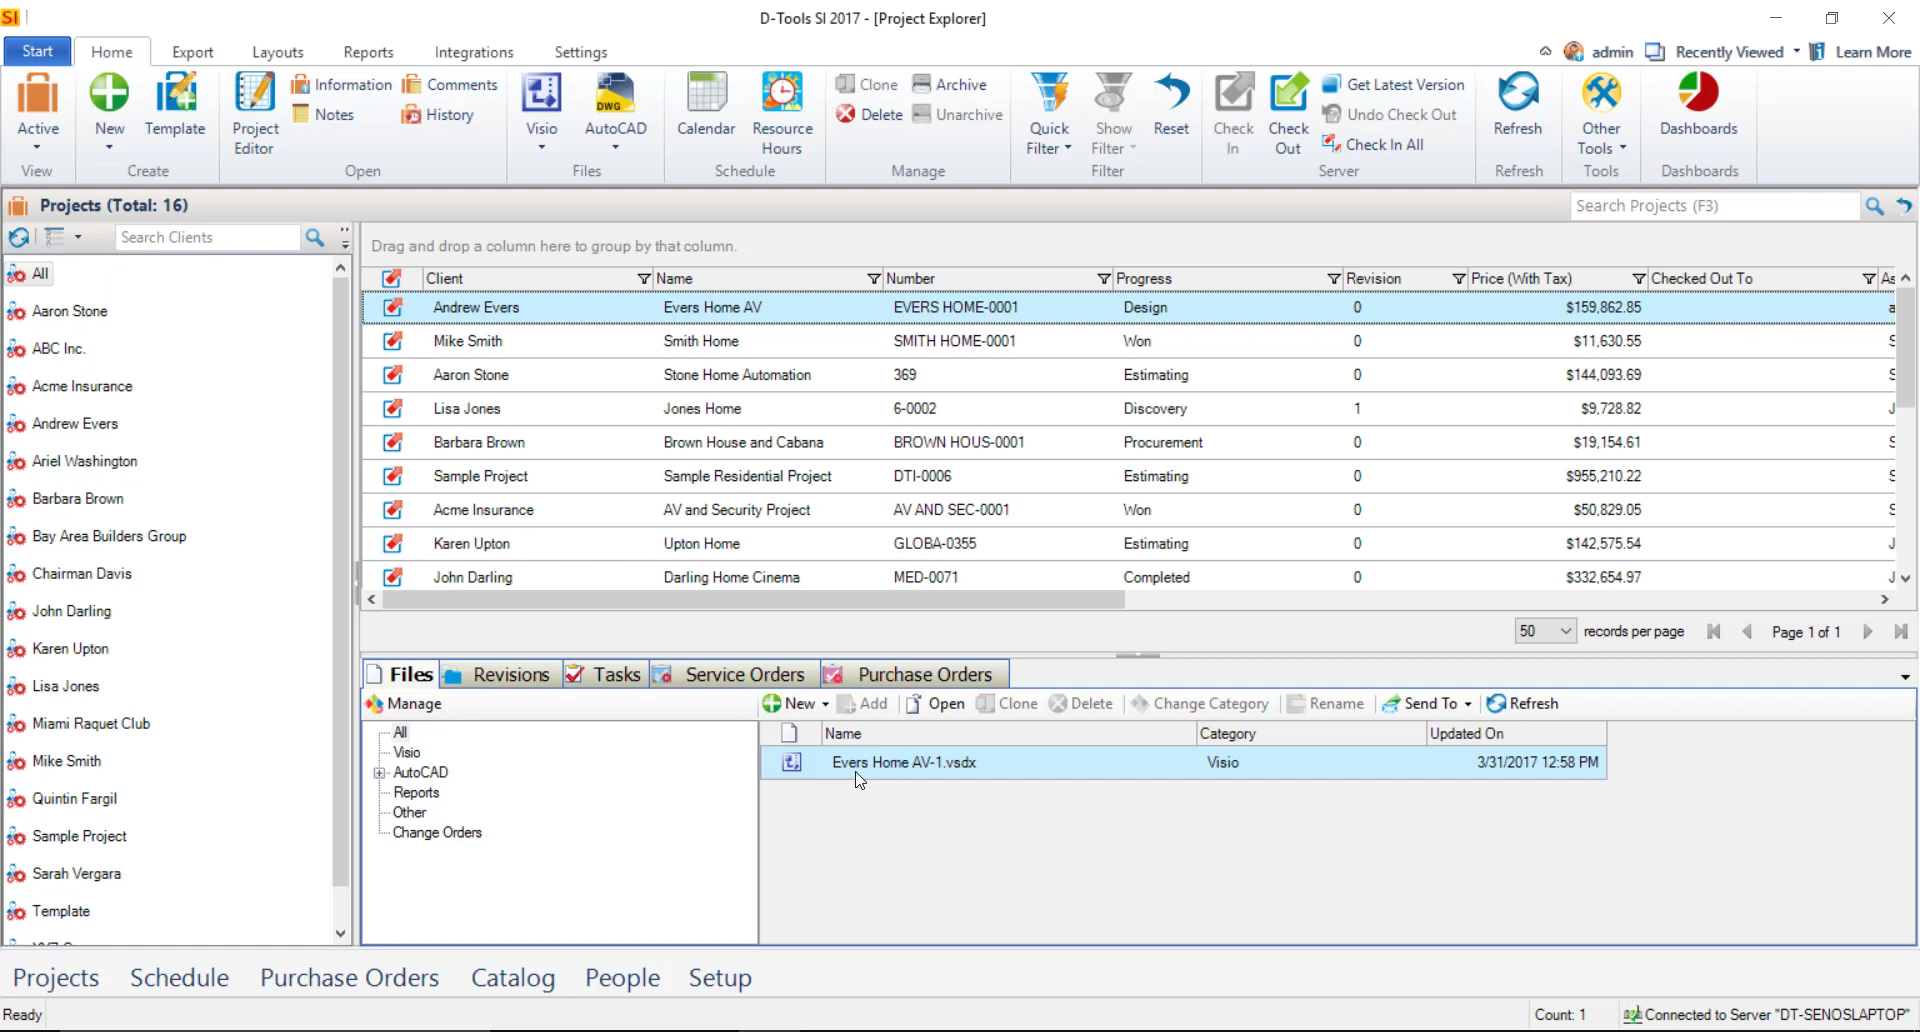 SI
D-Tools SI 2017 - [Project Explorer]
Start Home Export Layouts Reports Integrations Settings
admin Recently Viewed Learn More
Active New Template Project Editor Information Comments Notes History
Visio AutoCAD DWG Calendar Resource Hours
Clone Archive Delete Unarchive
Quick Filter Show Filter Reset
Check In Check Out Get Latest Version Undo Check Out Check In All
Refresh Other Tools Dashboards
View Create Open Files Schedule Manage Filter Server Refresh Tools Dashboards
Projects (Total: 16) Search Projects (F3)
Search Clients
All
Aaron Stone
ABC Inc.
Acme Insurance
Andrew Evers
Ariel Washington
Barbara Brown
Bay Area Builders Group
Chairman Davis
John Darling
Karen Upton
Lisa Jones
Miami Raquet Club
Mike Smith
Quintin Fargil
Sample Project
Sarah Vergara
Template
Drag and drop a column here to group by that column.
Client Name Number Progress Revision Price (With Tax) Checked Out To As
Andrew Evers Evers Home AV EVERS HOME-0001 Design 0 $159,862.85 a
Mike Smith Smith Home SMITH HOME-0001 Won 0 $11,630.55
Aaron Stone Stone Home Automation 369 Estimating 0 $144,093.69
Lisa Jones Jones Home 6-0002 Discovery 1 $9,728.82 J
Barbara Brown Brown House and Cabana BROWN HOUS-0001 Procurement 0 $19,154.61
Sample Project Sample Residential Project DTI-0006 Estimating 0 $955,210.22
Acme Insurance AV and Security Project AV AND SEC-0001 Won 0 $50,829.05
Karen Upton Upton Home GLOBA-0355 Estimating 0 $142,575.54 J
John Darling Darling Home Cinema MED-0071 Completed 0 $332,654.97 J
50 records per page Page 1 of 1
Files Revisions Tasks Service Orders Purchase Orders
Manage New Add Open Clone Delete Change Category Rename Send To Refresh
All
Visio
AutoCAD
Reports
Other
Change Orders
Name Category Updated On
Evers Home AV-1.vsdx Visio 3/31/2017 12:58 PM
Projects Schedule Purchase Orders Catalog People Setup
Ready Count: 1 Connected to Server "DT-SENOSLAPTOP"